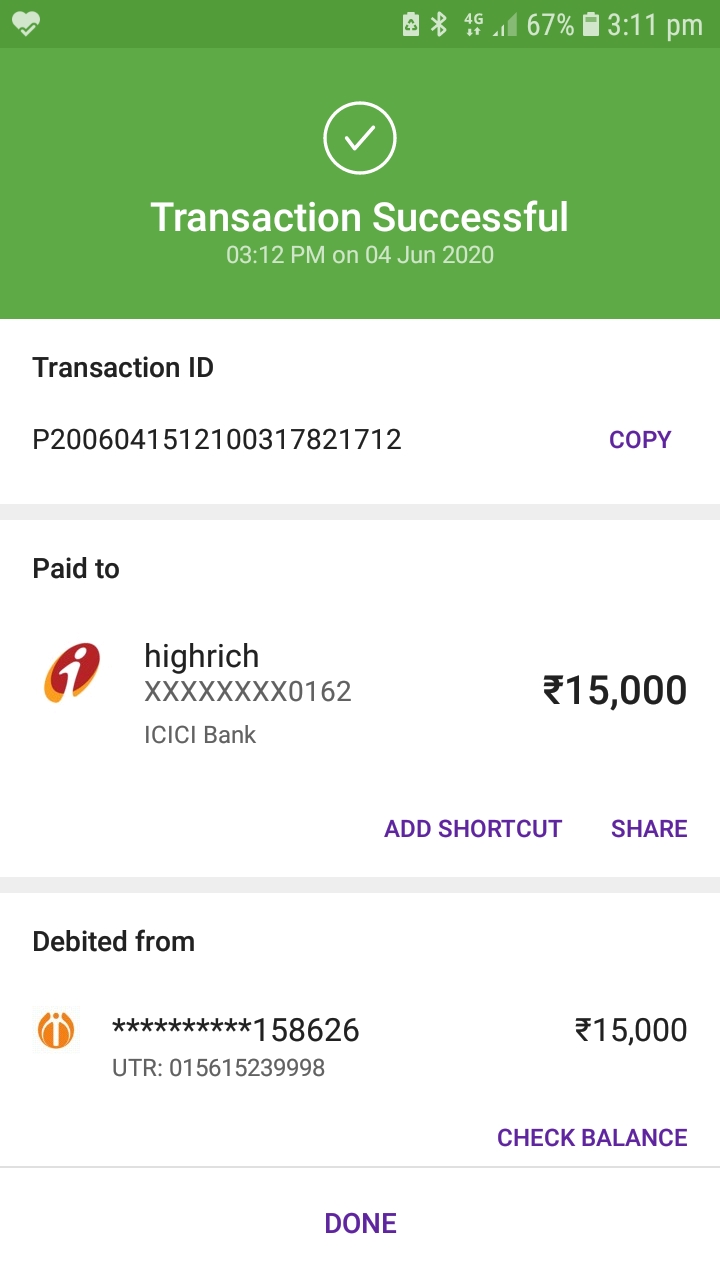 4G 67% 3:11 pm
Transaction Successful
03:12 PM on 04 Jun 2020
Transaction ID
P2006041512100317821712 COPY
Paid to
highrich
XXXXXXXX0162
₹15,000
ICICI Bank
ADD SHORTCUT SHARE
Debited from
**********158626 ₹15,000
UTR: 015615239998
CHECK BALANCE
DONE